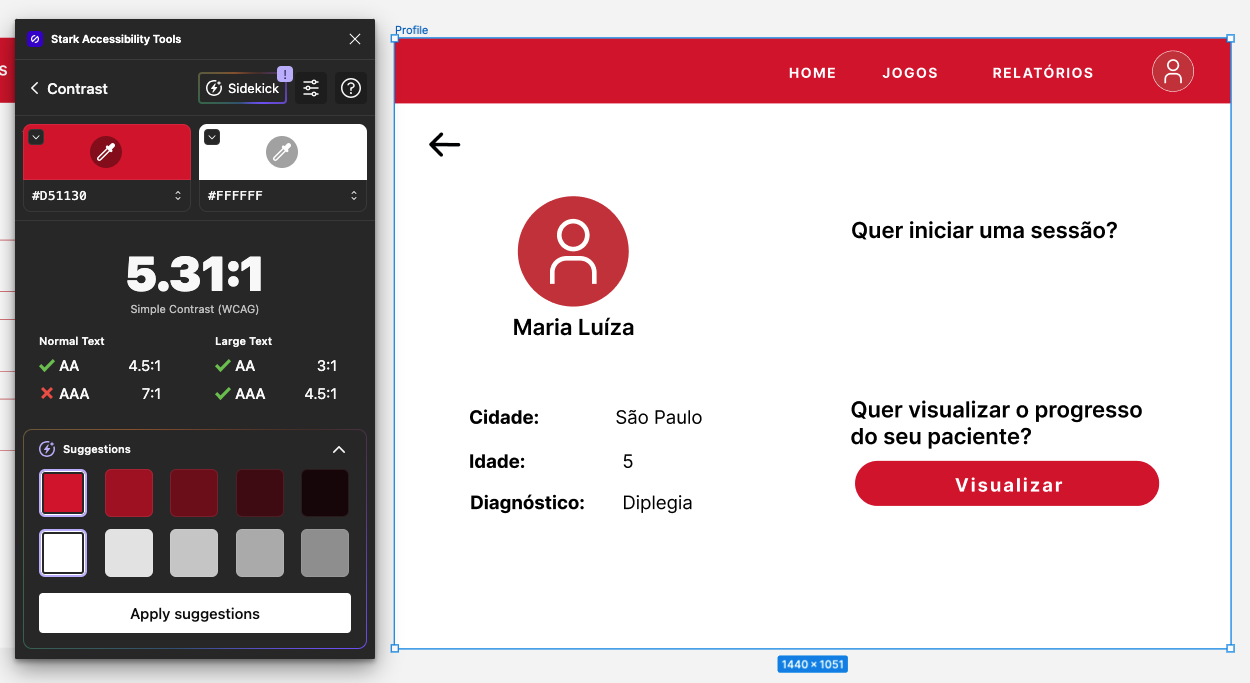 Stark Accessibility Tools
Contrast
Sidekick
!
?
#D51130
#FFFFFF
5.31:1
Simple Contrast (WCAG)
Normal Text
Large Text
AA 4.5:1
AA 3:1
AAA 7:1
AAA 4.5:1
Suggestions
Apply suggestions
S
Profile
HOME JOGOS RELATÓRIOS
Maria Luíza
Cidade: São Paulo
Idade: 5
Diagnóstico: Diplegia
Quer iniciar uma sessão?
Quer visualizar o progresso
do seu paciente?
Visualizar
1440 × 1051